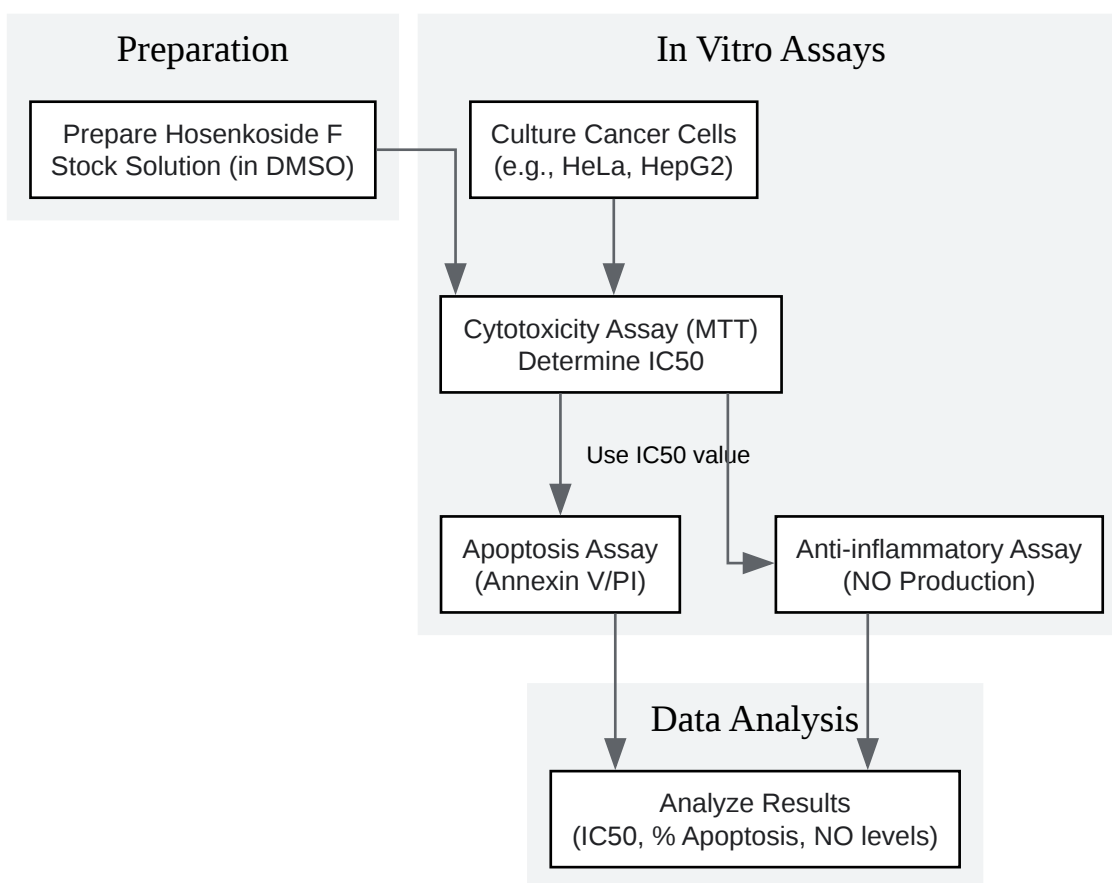 Preparation
In Vitro Assays
Prepare Hosenkoside F
Stock Solution (in DMSO)
Culture Cancer Cells
(e.g., HeLa, HepG2)
Cytotoxicity Assay (MTT)
Determine IC50
Use IC50 value
Apoptosis Assay
(Annexin V/PI)
Anti-inflammatory Assay
(NO Production)
Data Analysis
Analyze Results
(IC50, % Apoptosis, NO levels)